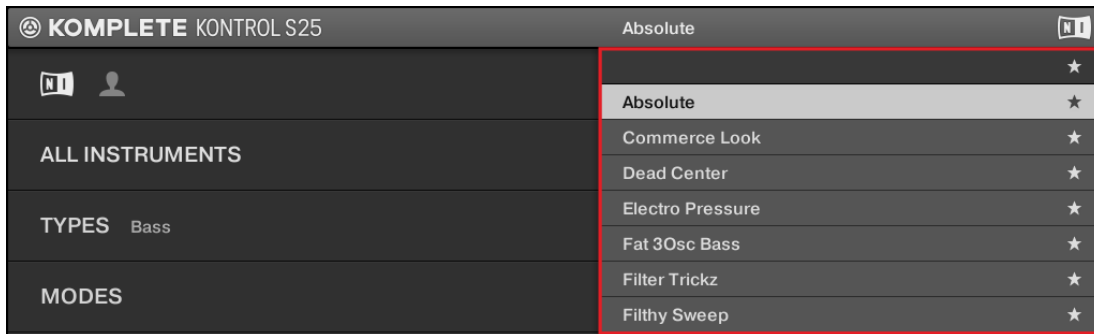 KOMPLETE KONTROL S25
Absolute
NI
NI
ALL INSTRUMENTS
TYPES Bass
MODES
Absolute
Commerce Look
Dead Center
Electro Pressure
Fat 3Osc Bass
Filter Trickz
Filthy Sweep